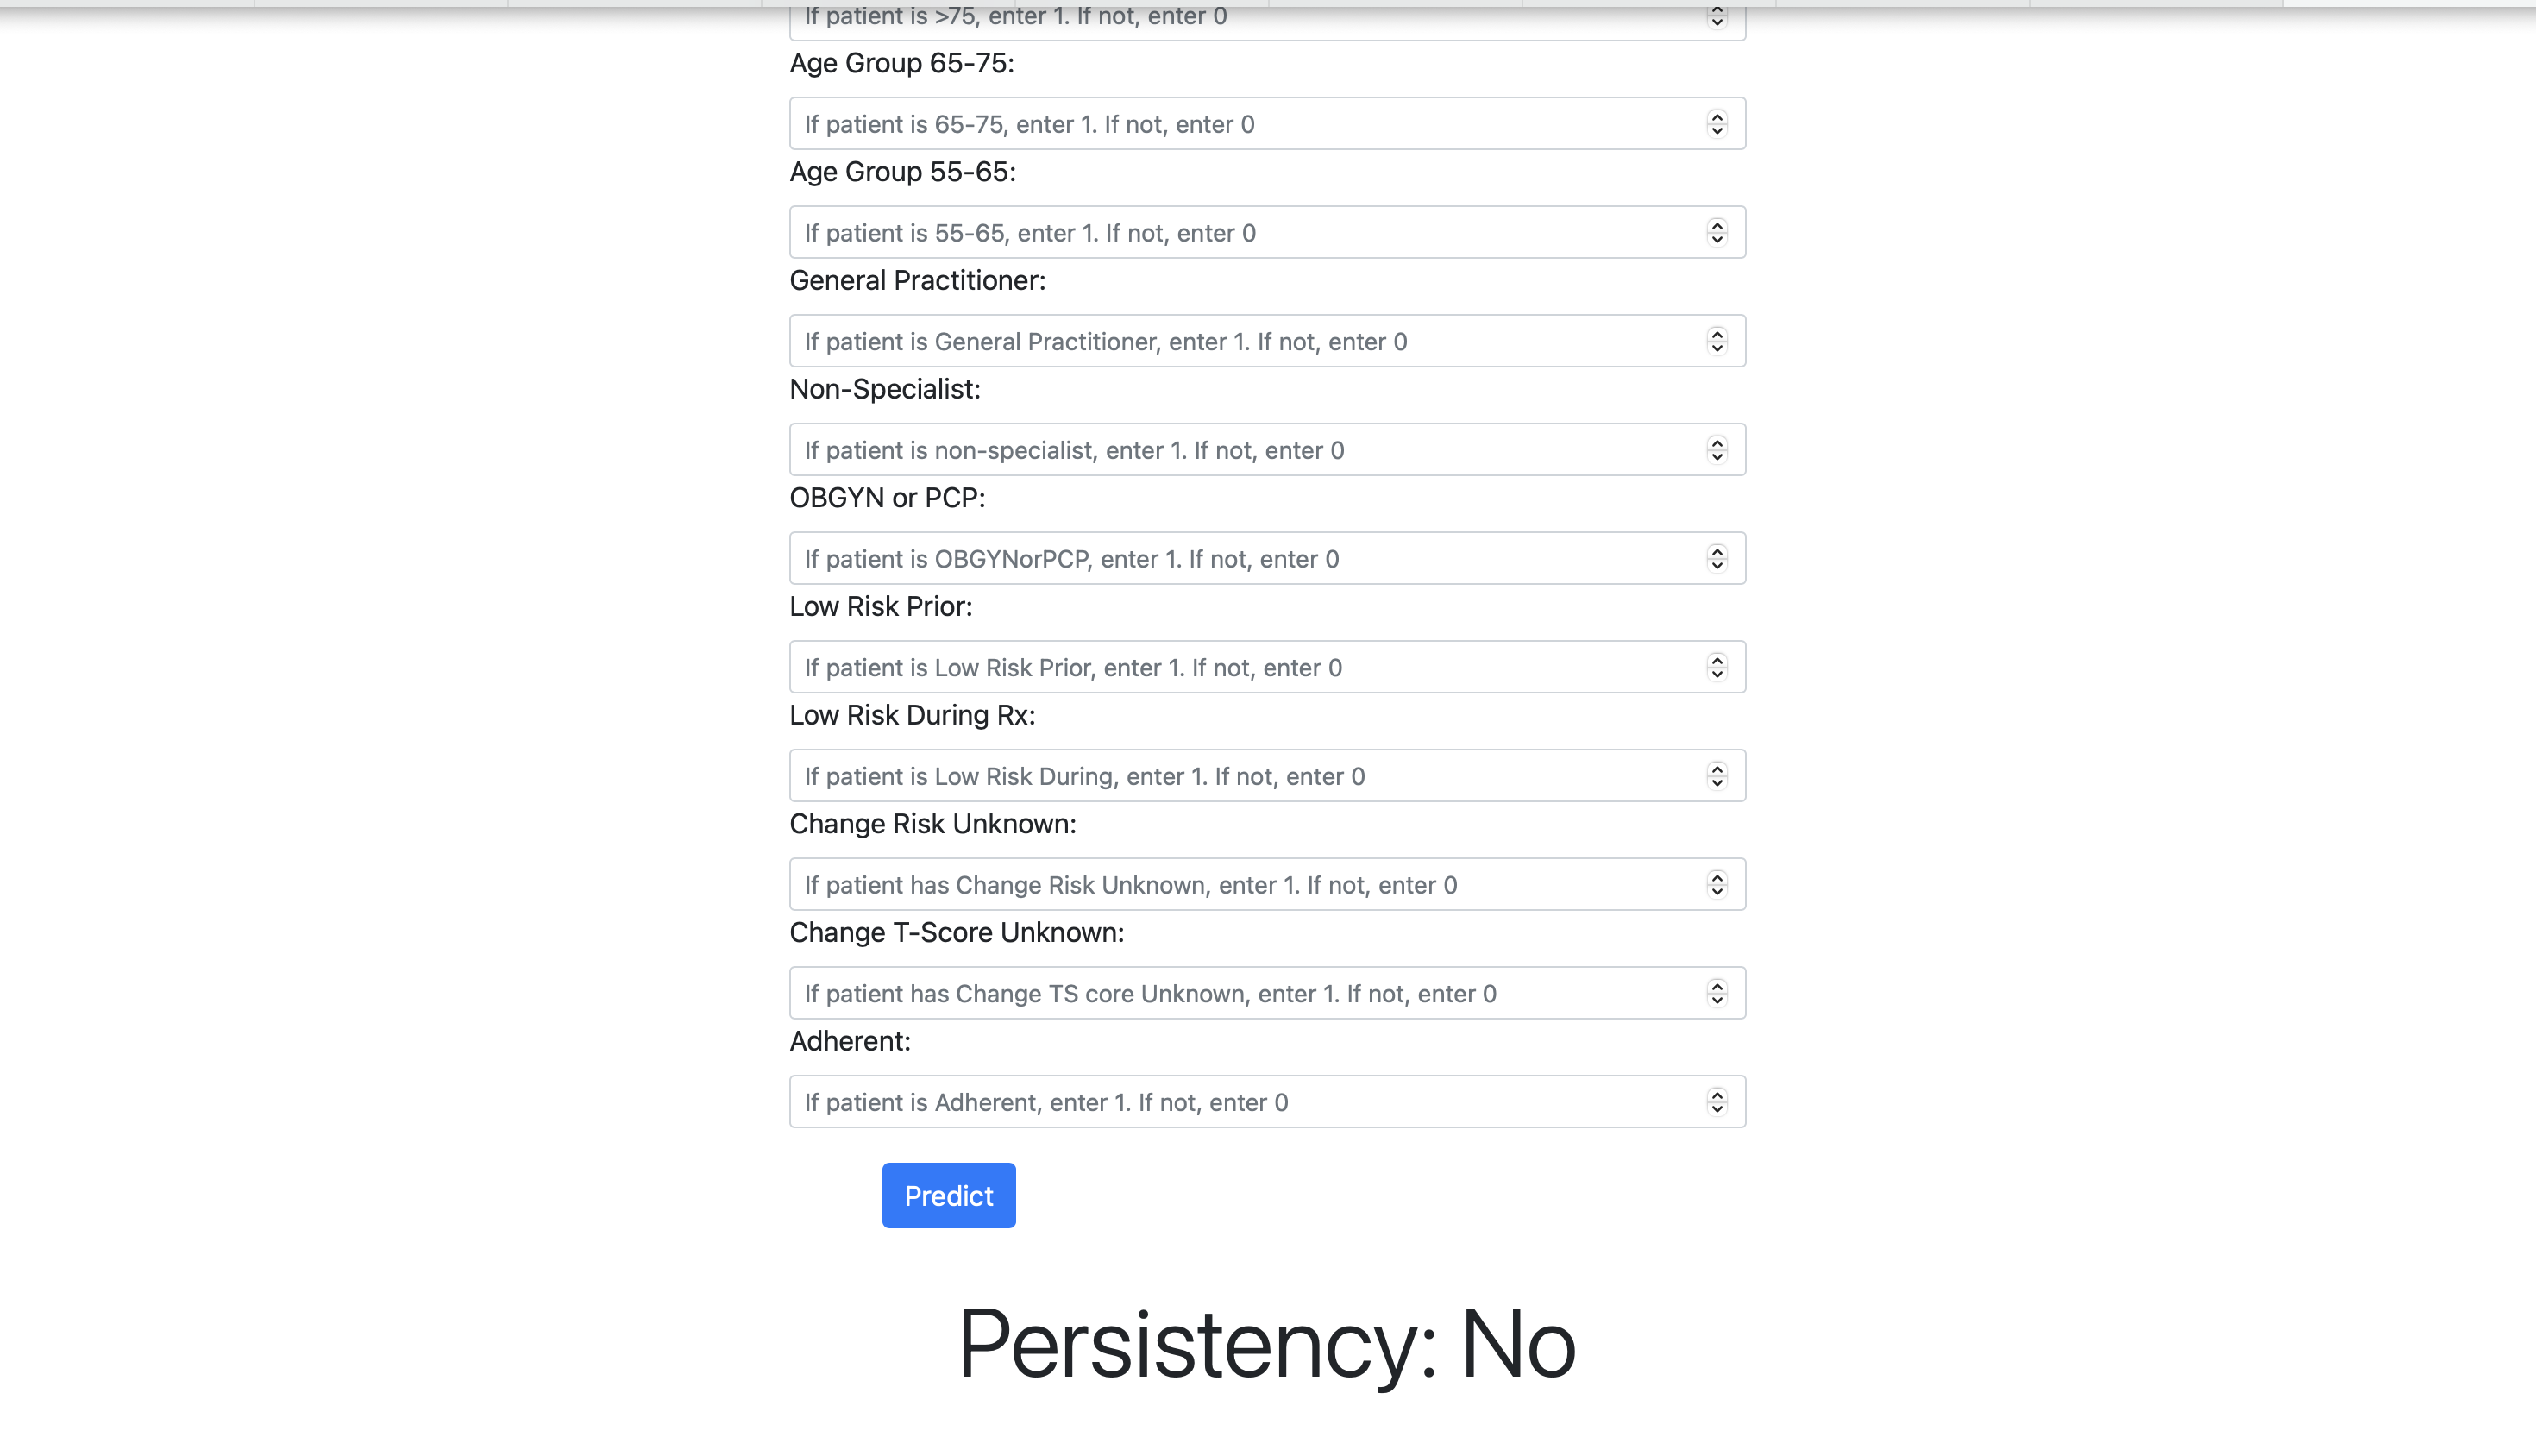 If patient is >75, enter 1. If not, enter 0
Age Group 65-75:
If patient is 65-75, enter 1. If not, enter 0
Age Group 55-65:
If patient is 55-65, enter 1. If not, enter 0
General Practitioner:
If patient is General Practitioner, enter 1. If not, enter 0
Non-Specialist:
If patient is non-specialist, enter 1. If not, enter 0
OBGYN or PCP:
If patient is OBGYNorPCP, enter 1. If not, enter 0
Low Risk Prior:
If patient is Low Risk Prior, enter 1. If not, enter 0
Low Risk During Rx:
If patient is Low Risk During, enter 1. If not, enter 0
Change Risk Unknown:
If patient has Change Risk Unknown, enter 1. If not, enter 0
Change T-Score Unknown:
If patient has Change TS core Unknown, enter 1. If not, enter 0
Adherent:
If patient is Adherent, enter 1. If not, enter 0
Predict
Persistency: No